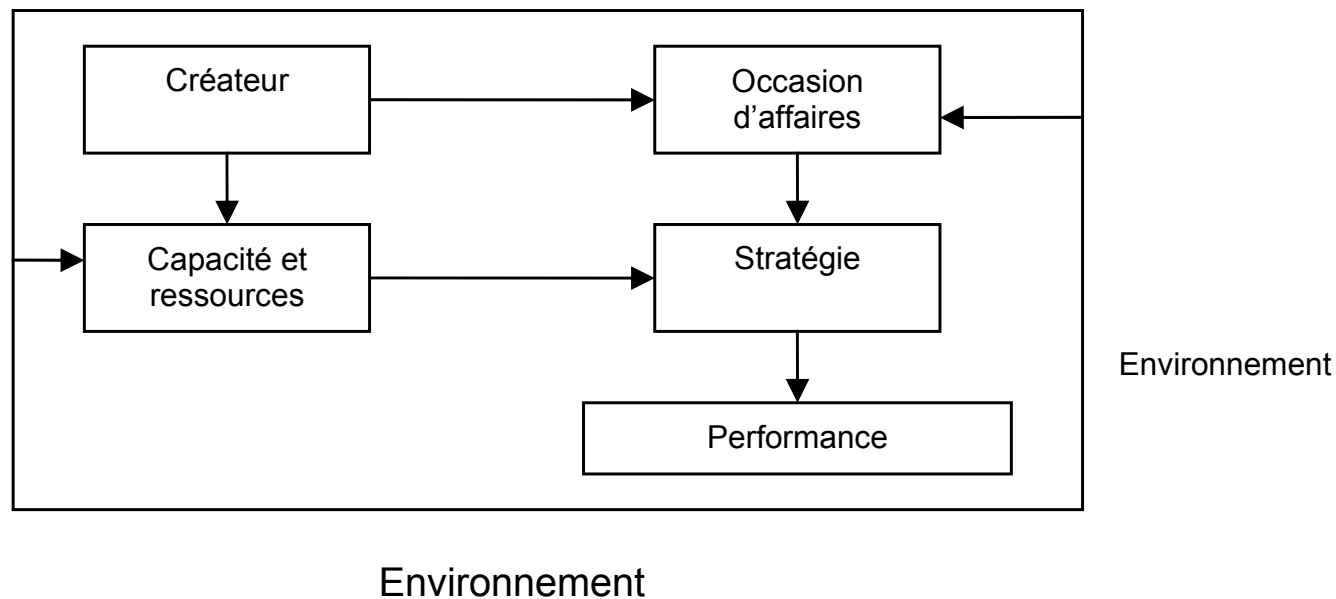 Créateur
Occasion
d’affaires
Capacité et
ressources
Stratégie
Environnement
Performance
Environnement